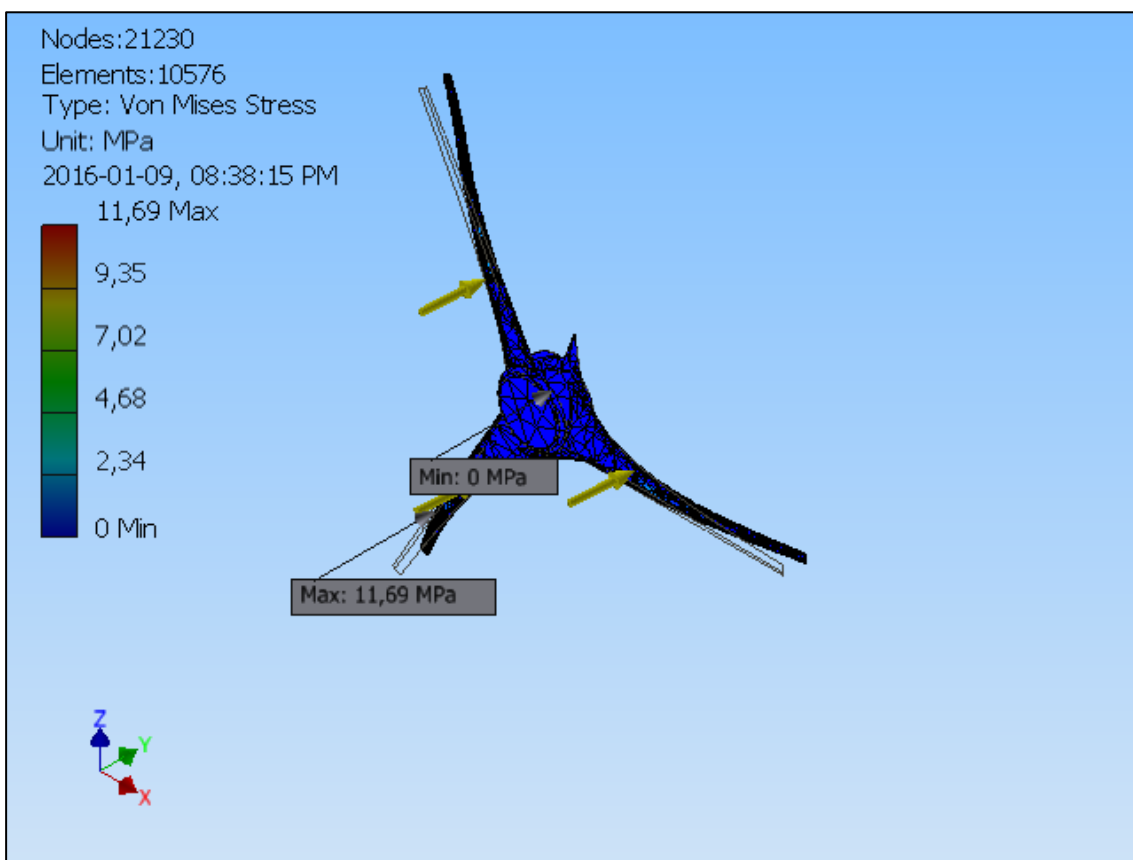 Nodes:21230
Elements:10576
Type: Von Mises Stress
Unit: MPa
2016-01-09, 08:38:15 PM
11,69 Max
9,35
7,02
4,68
2,34
0 Min
Min: 0 MPa
Max: 11,69 MPa
Z
Y
X